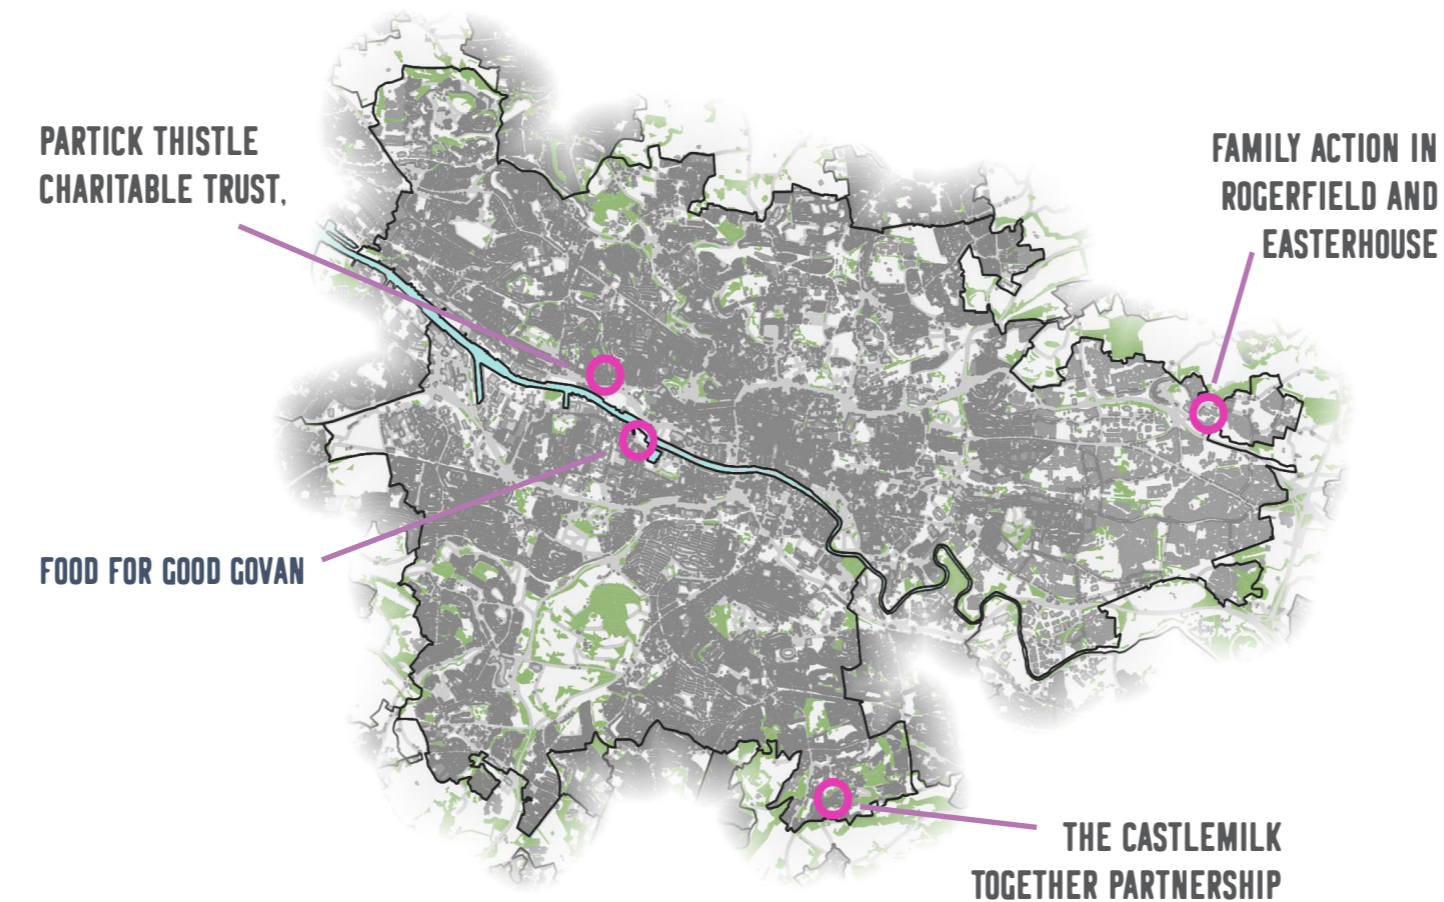 PARTICK THISTLE
CHARITABLE TRUST,
FAMILY ACTION IN
ROGERFIELD AND
EASTERHOUSE
FOOD FOR GOOD GOVAN
THE CASTLEMILK
TOGETHER PARTNERSHIP